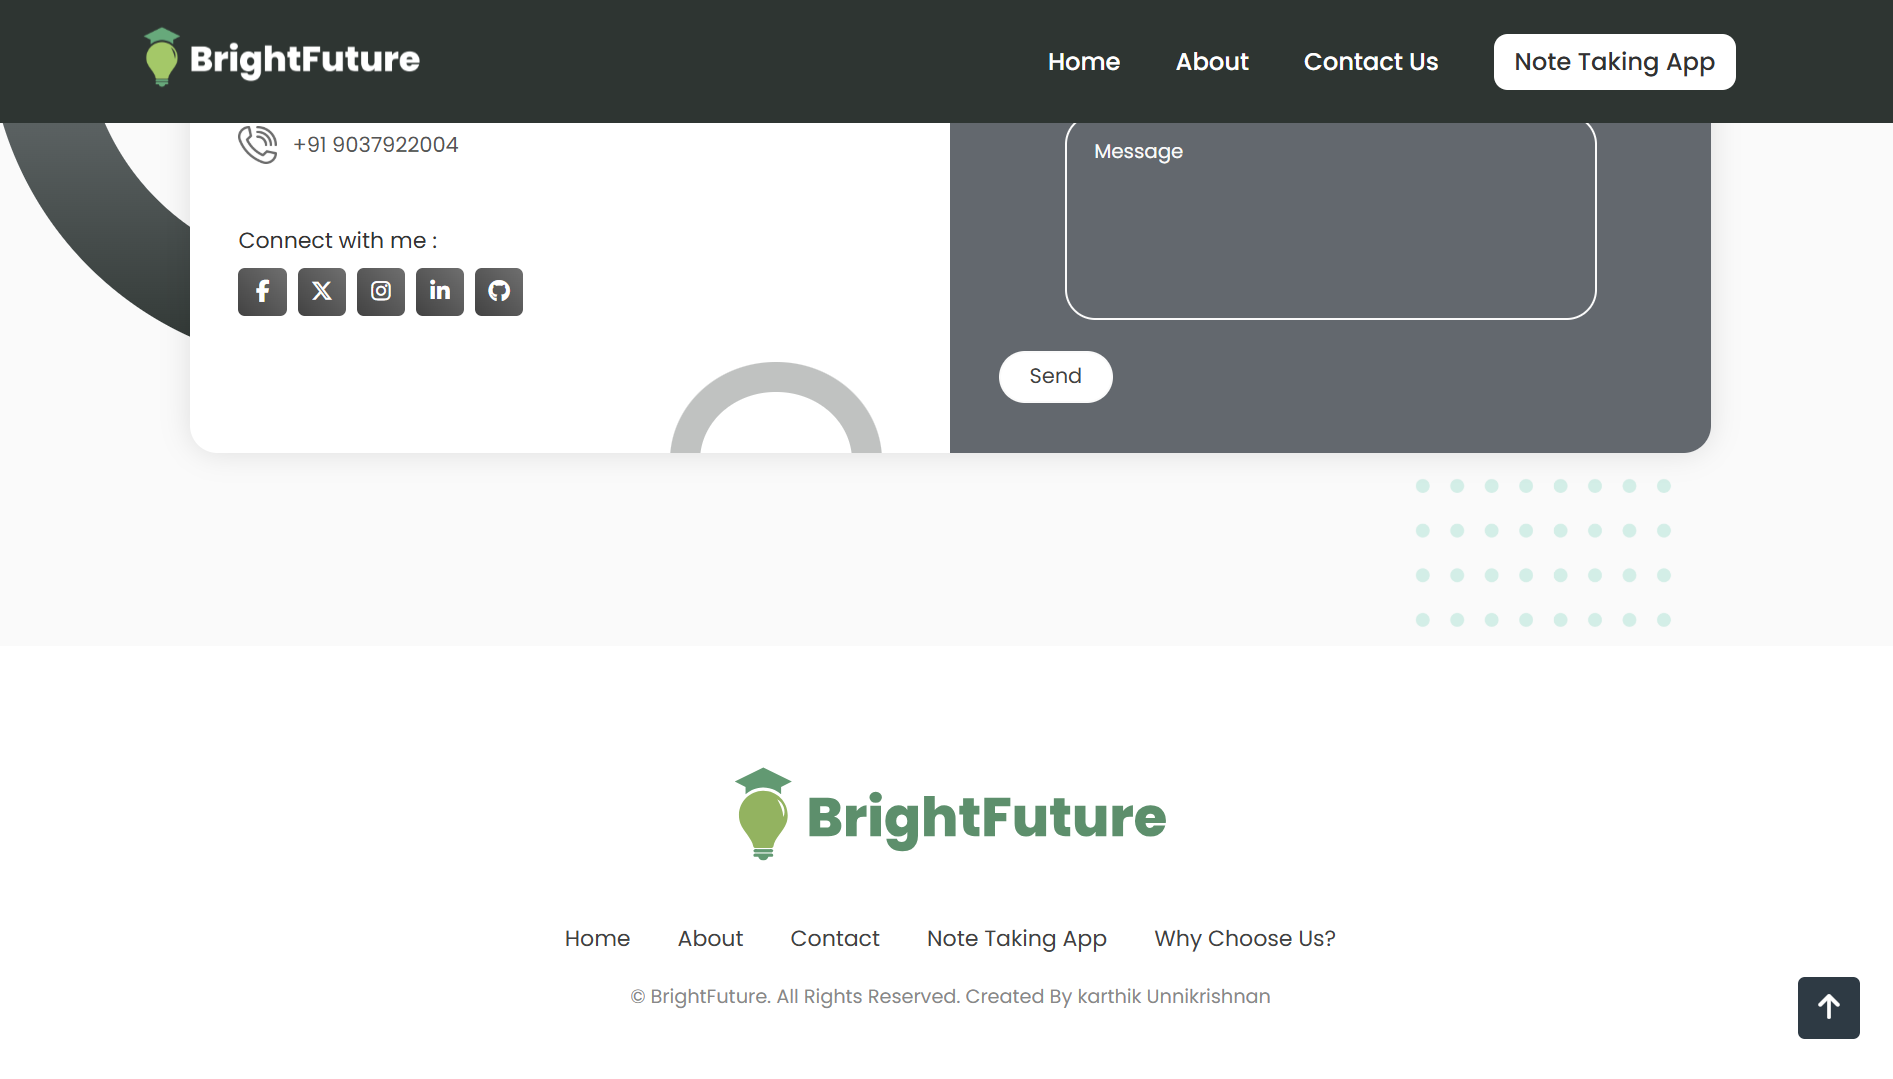 BrightFuture
Home About Contact Us Note Taking App
+91 9037922004
Connect with me :
Message
Send
BrightFuture
Home About Contact Note Taking App Why Choose Us?
© BrightFuture. All Rights Reserved. Created By karthik Unnikrishnan